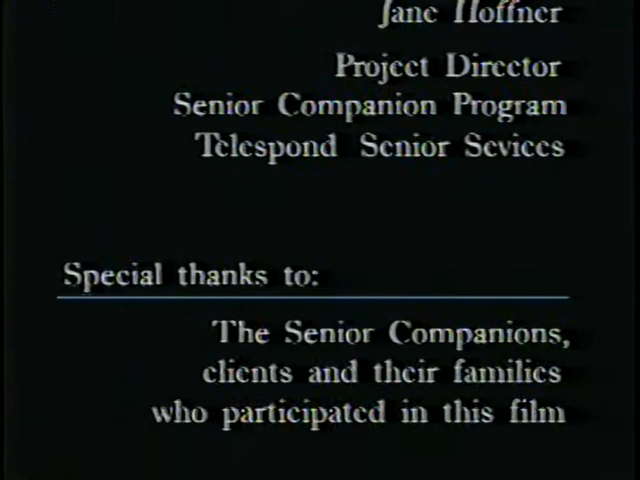 Jane Hoffner
Project Director
Senior Companion Program
Telespond Senior Sevices
Special thanks to:
The Senior Companions,
clients and their families
who participated in this film